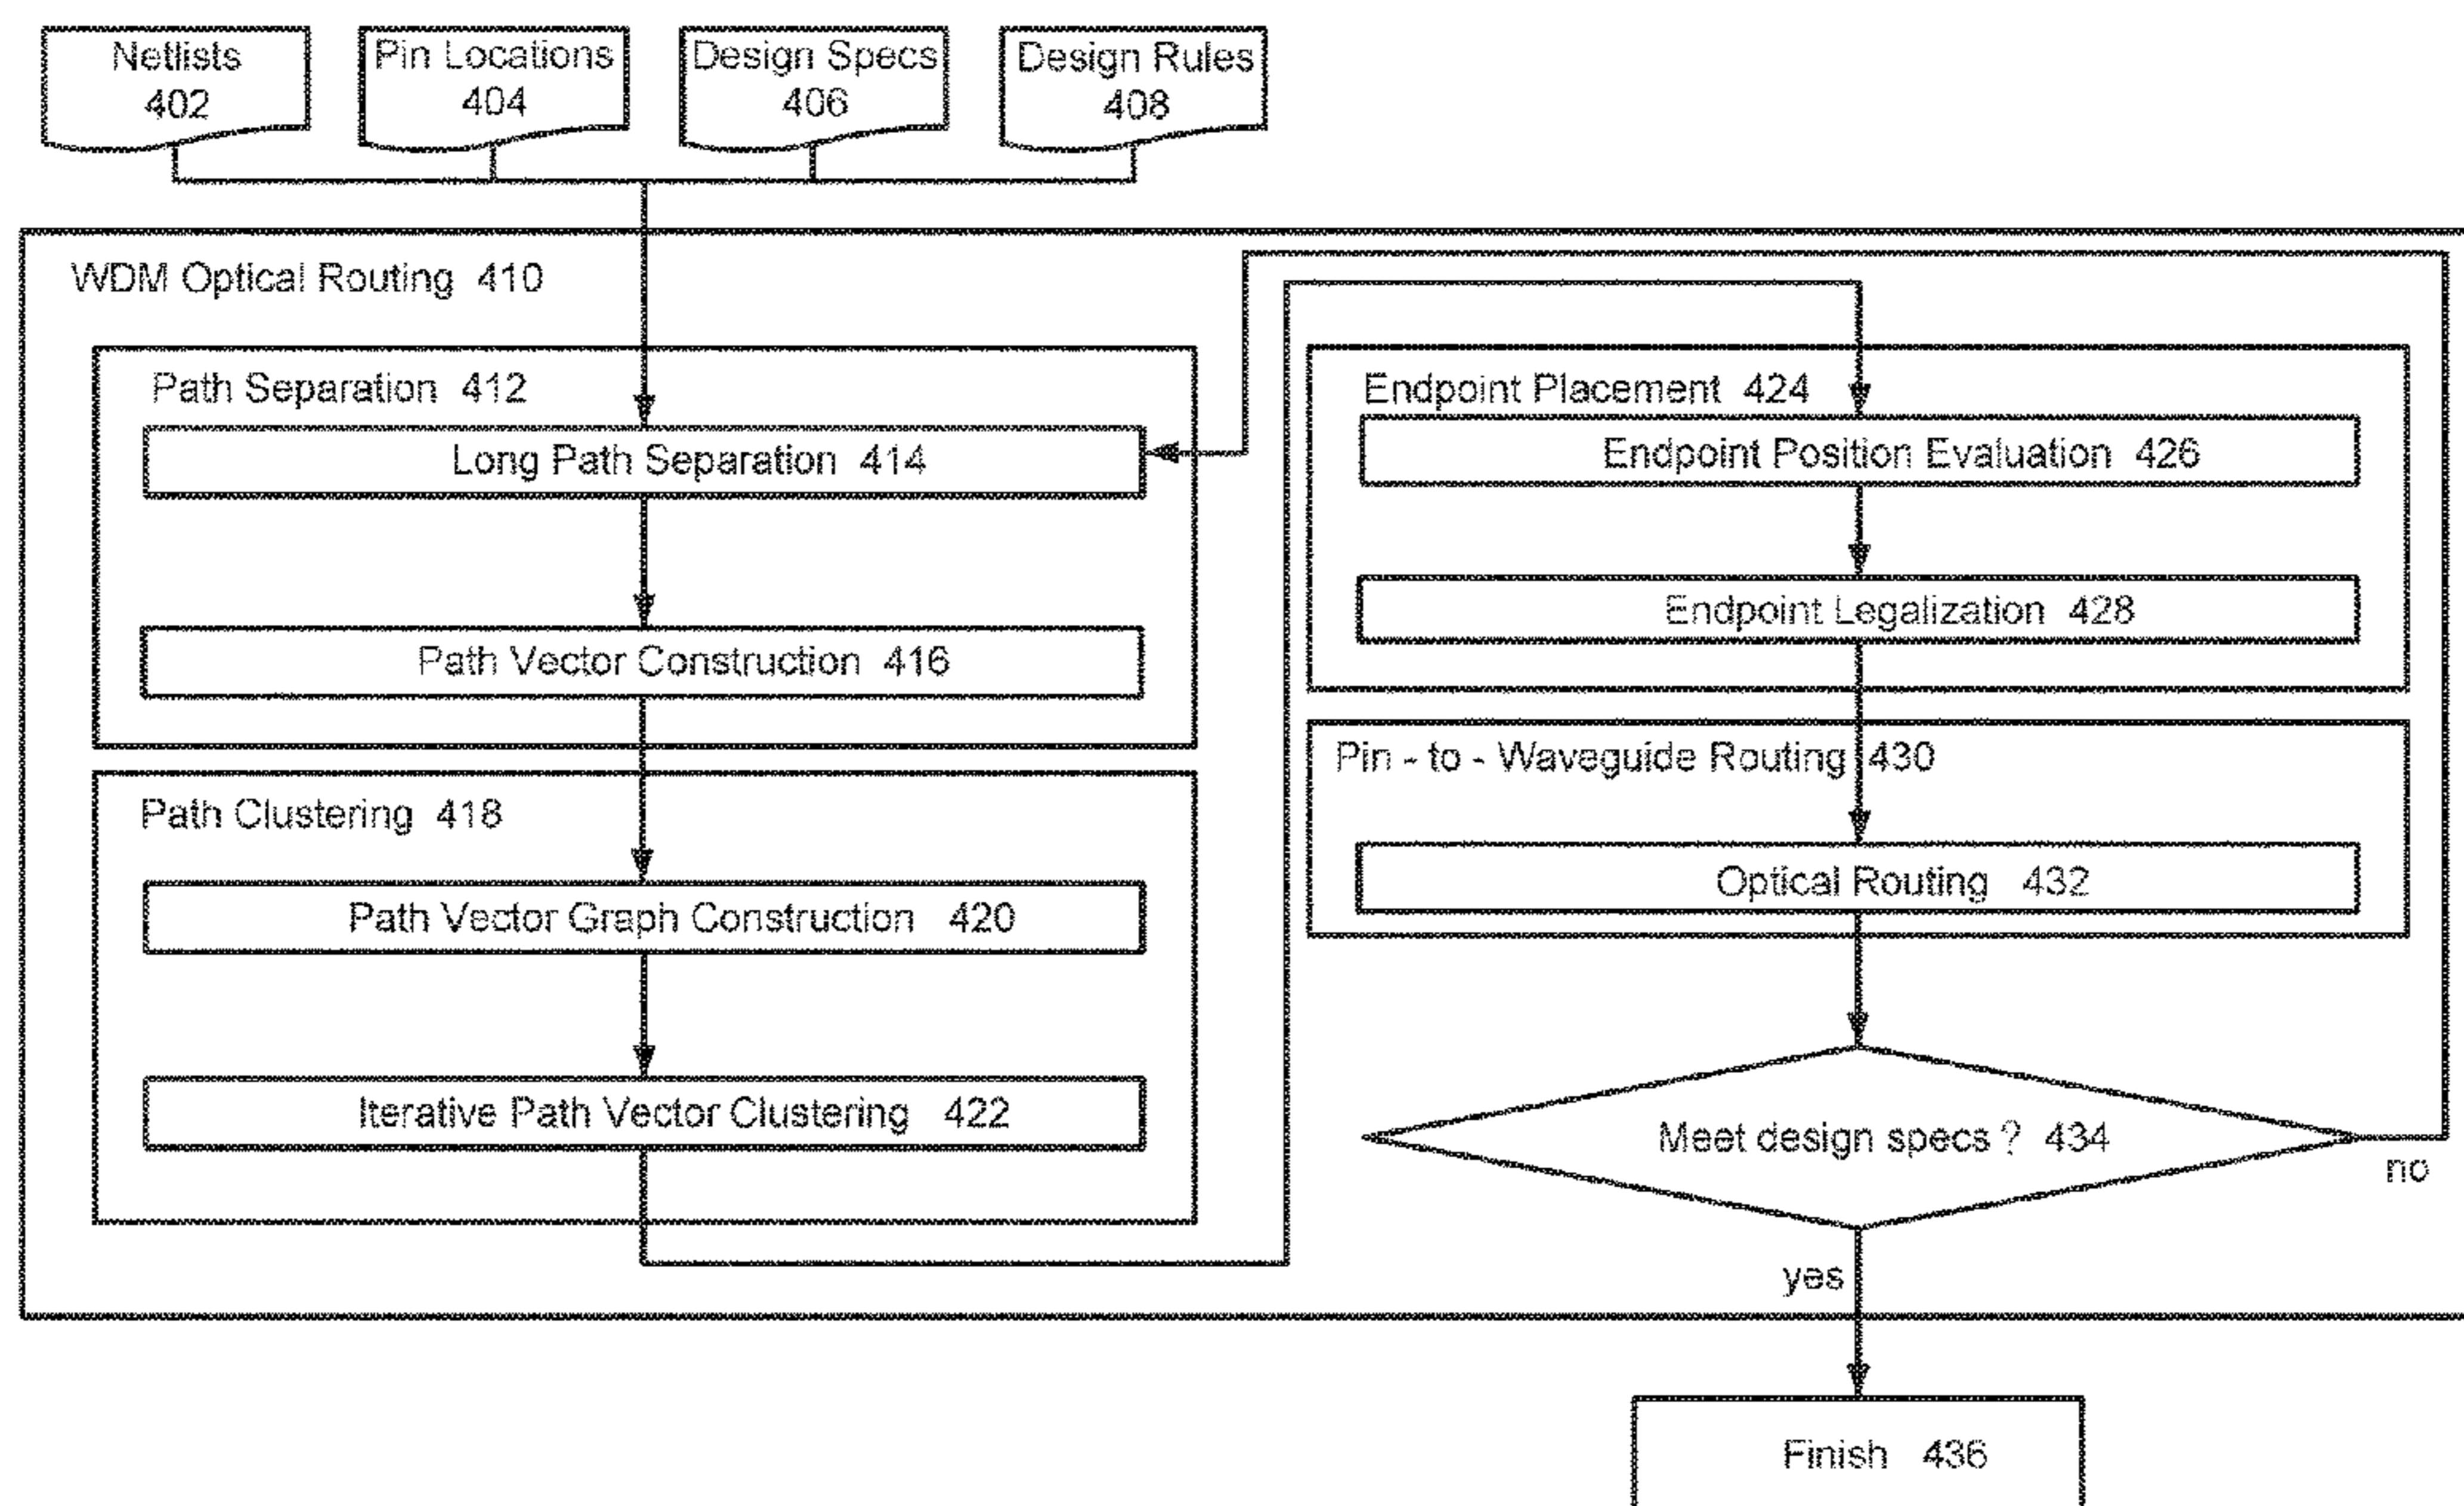 Netlists
402
Pin Locations
404
Design Specs
406
Design Rules
408
WDM Optical Routing 410
Path Separation 412
Long Path Separation 414
Path Vector Construction 416
Path Clustering 418
Path Vector Graph Construction 420
Iterative Path Vector Clustering 422
Endpoint Placement 424
Endpoint Position Evaluation 426
Endpoint Legalization 428
Pin - to - Waveguide Routing 430
Optical Routing 432
Meet design specs ? 434
no
yes
Finish 436